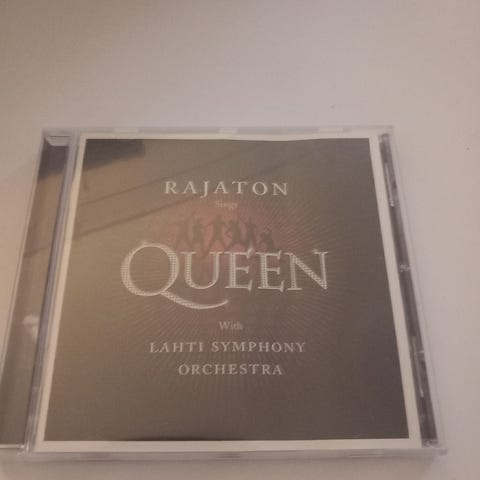 RAJATON
Sings
QUEEN
With
LAHTI SYMPHONY
ORCHESTRA